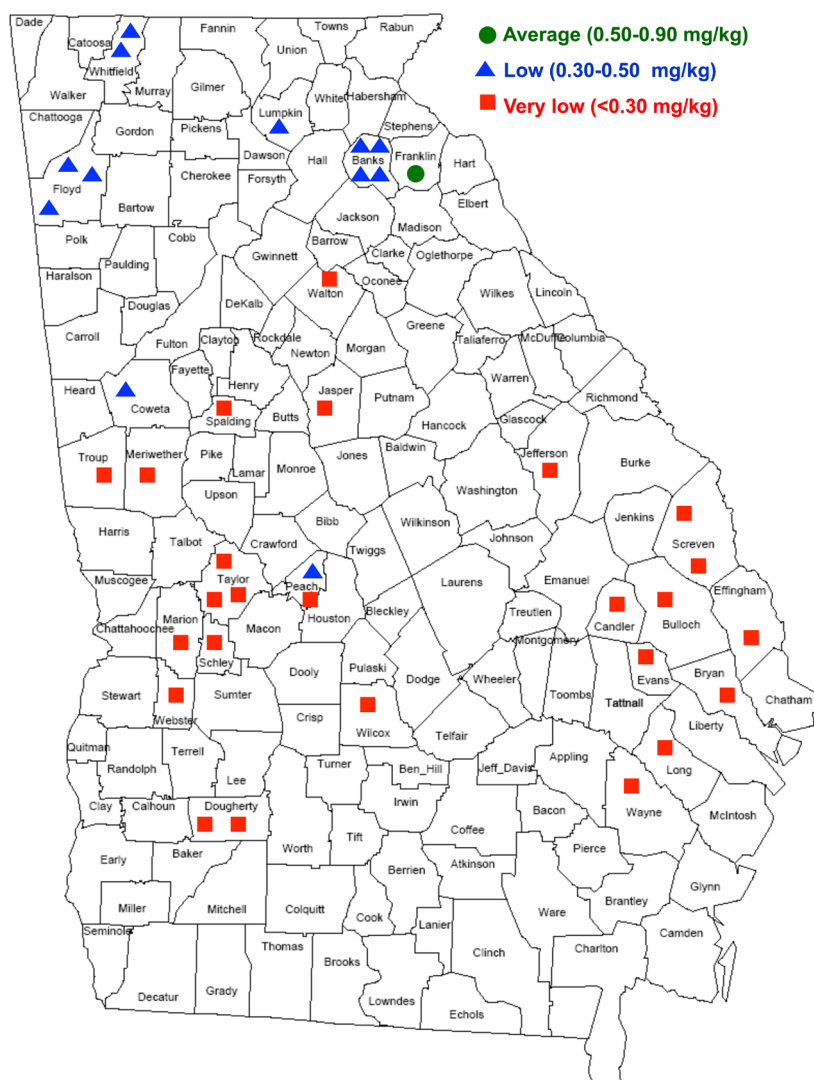 Average (0.50-0.90 mg/kg)
Low (0.30-0.50 mg/kg)
Very low (<0.30 mg/kg)
Dade
Fannin
Towns
Rabun
Catoosa
Union
Whitfield
Murray
Gilmer
Walker
White
Habersham
Lumpkin
Chattooga
Gordon
Pickens
Stephens
Dawson
Hall
Banks
Franklin
Hart
Floyd
Bartow
Cherokee
Forsyth
Elbert
Jackson
Madison
Polk
Cobb
Barrow
Clarke
Oglethorpe
Gwinnett
Paulding
Haralson
Oconee
Walton
Wilkes
Lincoln
DeKalb
Douglas
Greene
Carroll
Fulton
Clayton
Rockdale
Taliaferro
McDuffie
Columbia
Newton
Morgan
Fayette
Warren
Heard
Henry
Jasper
Putnam
Richmond
Coweta
Spalding
Butts
Hancock
Glascock
Troup
Meriwether
Pike
Lamar
Monroe
Jones
Baldwin
Jefferson
Burke
Washington
Upson
Harris
Talbot
Crawford
Bibb
Wilkinson
Jenkins
Johnson
Screven
Twiggs
Muscogee
Taylor
Peach
Laurens
Emanuel
Effingham
Chattahoochee
Marion
Macon
Houston
Bleckley
Treutlen
Candler
Bulloch
Schley
Dooly
Pulaski
Montgomery
Stewart
Sumter
Dodge
Wheeler
Toombs
Tattnall
Evans
Bryan
Chatham
Webster
Crisp
Wilcox
Telfair
Liberty
Quitman
Terrell
Randolph
Lee
Turner
Ben_Hill
Jeff_Davis
Appling
Long
Clay
Calhoun
Dougherty
Irwin
Bacon
Wayne
McIntosh
Early
Baker
Worth
Tift
Coffee
Pierce
Berrien
Atkinson
Glynn
Miller
Mitchell
Colquitt
Cook
Ware
Brantley
Seminole
Lanier
Camden
Thomas
Brooks
Clinch
Charlton
Decatur
Grady
Lowndes
Echols